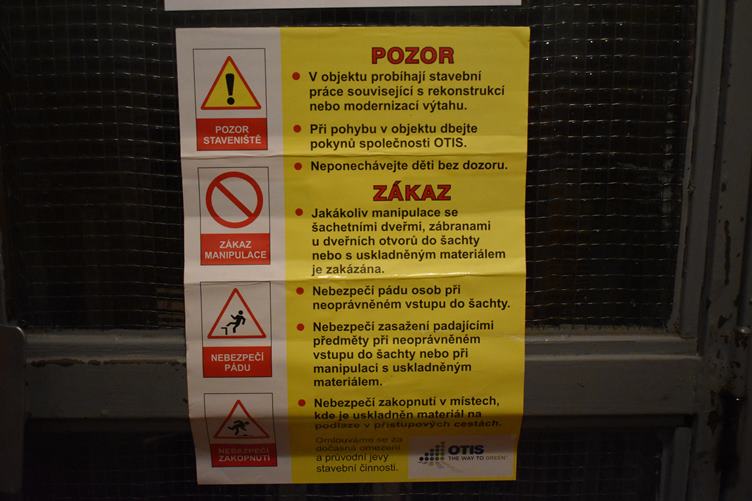 POZOR
STAVENIŠTĚ
ZÁKAZ
MANIPULACE
NEBEZPEČÍ
PÁDU
NEBEZPEČÍ
ZAKOPNUTÍ
POZOR
V objektu probíhají stavební
práce související s rekonstrukcí
nebo modernizací výtahu.
Při pohybu v objektu dbejte
pokynů společnosti OTIS.
Neponechávejte děti bez dozoru.
ZÁKAZ
Jakákoliv manipulace se
šachetními dveřmi, zábranami
u dveřních otvorů do šachty
nebo s uskladněným materiálem
je zakázána.
Nebezpečí pádu osob při
neoprávněném vstupu do šachty.
Nebezpečí zasažení padajícími
předměty při neoprávněném
vstupu do šachty nebo při
manipulaci s uskladněným
materiálem.
Nebezpečí zakopnutí v místech,
kde je uskladněn materiál na
podlaze v přístupových cestách.
Omlouváme se za
dočasná omezení
a průvodní jevy
stavební činnosti.
OTIS
THE WAY TO GREEN